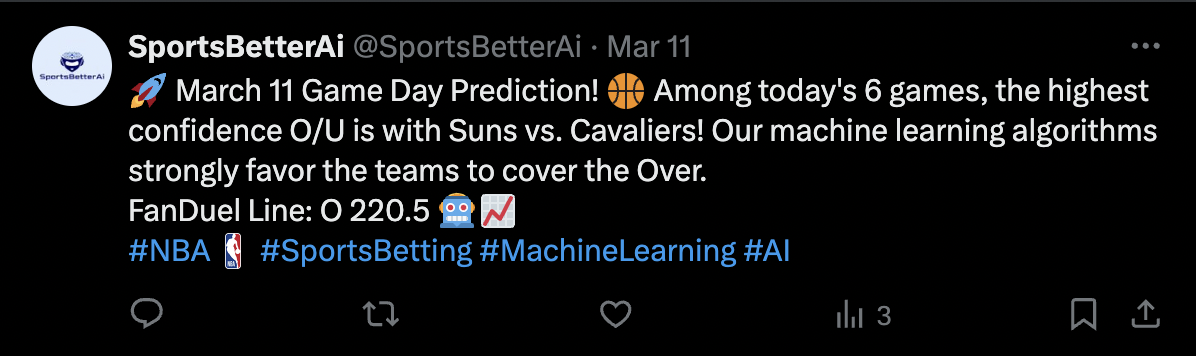 SportsBetterAi
SportsBetterAi @SportsBetterAi · Mar 11
🚀 March 11 Game Day Prediction! 🏀 Among today's 6 games, the highest
confidence O/U is with Suns vs. Cavaliers! Our machine learning algorithms
strongly favor the teams to cover the Over.
FanDuel Line: O 220.5 🤖📈
#NBA #SportsBetting #MachineLearning #AI
3